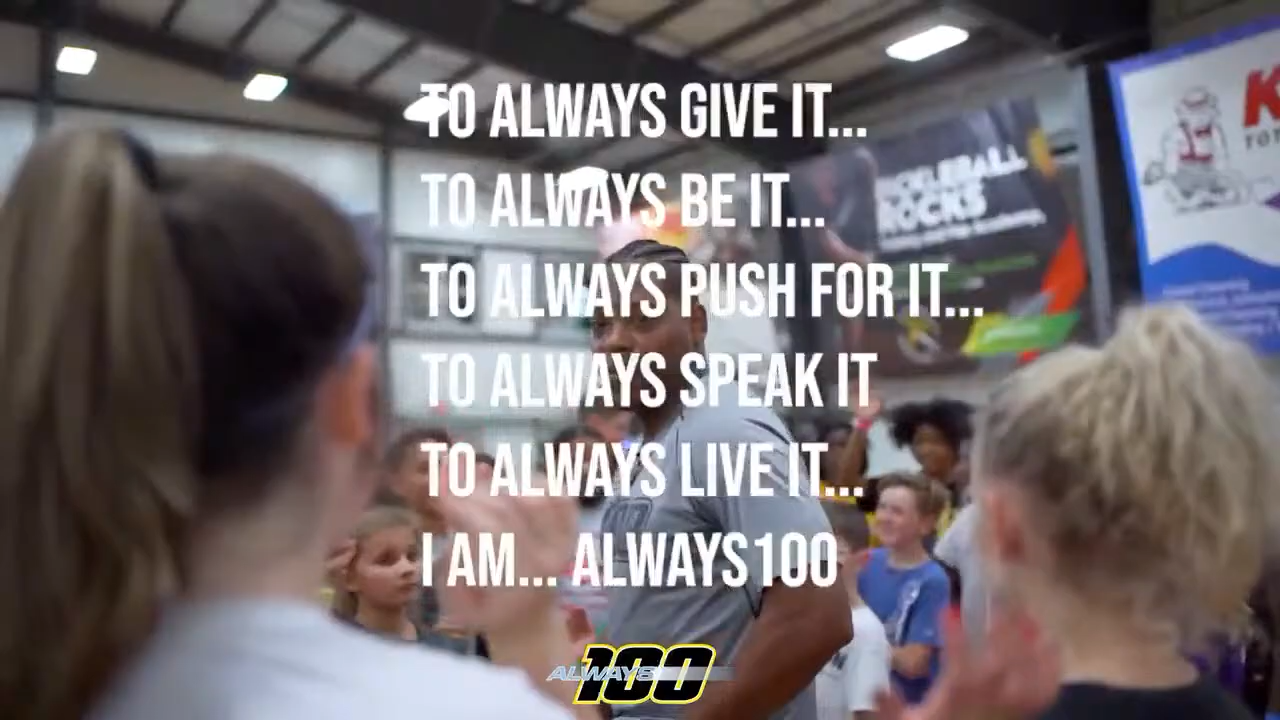 TO ALWAYS GIVE IT...
TO ALWAYS BE IT...
TO ALWAYS PUSH FOR IT...
TO ALWAYS SPEAK IT
TO ALWAYS LIVE IT...
I AM... ALWAYS100
PICKLEBALL
ROCKS
ALWAYS 100